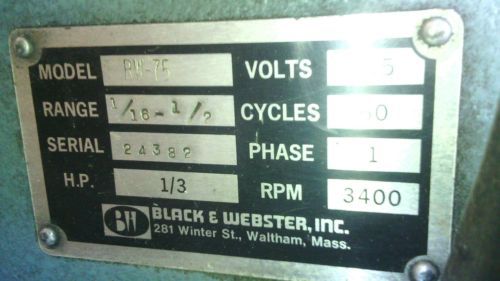 MODEL BW-75 VOLTS
RANGE 1/16-1/2 CYCLES
SERIAL 24382 PHASE 1
H.P. 1/3 RPM 3400
BW BLACK & WEBSTER, INC.
281 Winter St., Waltham, Mass.